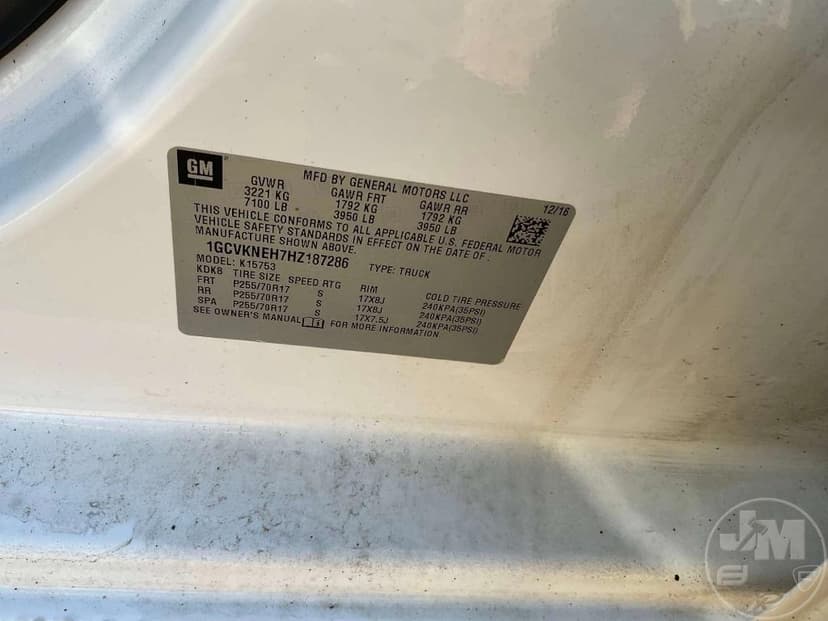 GM
MFD BY GENERAL MOTORS LLC
GVWR GAWR FRT GAWR RR 12/16
3221 KG 1792 KG 1792 KG
7100 LB 3950 LB 3950 LB
THIS VEHICLE CONFORMS TO ALL APPLICABLE U.S. FEDERAL MOTOR
VEHICLE SAFETY STANDARDS IN EFFECT ON THE DATE OF
MANUFACTURE SHOWN ABOVE.
1GCVKNEH7HZ187286 TYPE: TRUCK
MODEL: K15753
KDK8 TIRE SIZE SPEED RTG RIM COLD TIRE PRESSURE
FRT P255/70R17 S 17X8J 240KPA(35PSI)
RR P255/70R17 S 17X8J 240KPA(35PSI)
SPA P255/70R17 S 17X7.5J 240KPA(35PSI)
SEE OWNER'S MANUAL FOR MORE INFORMATION.
JM